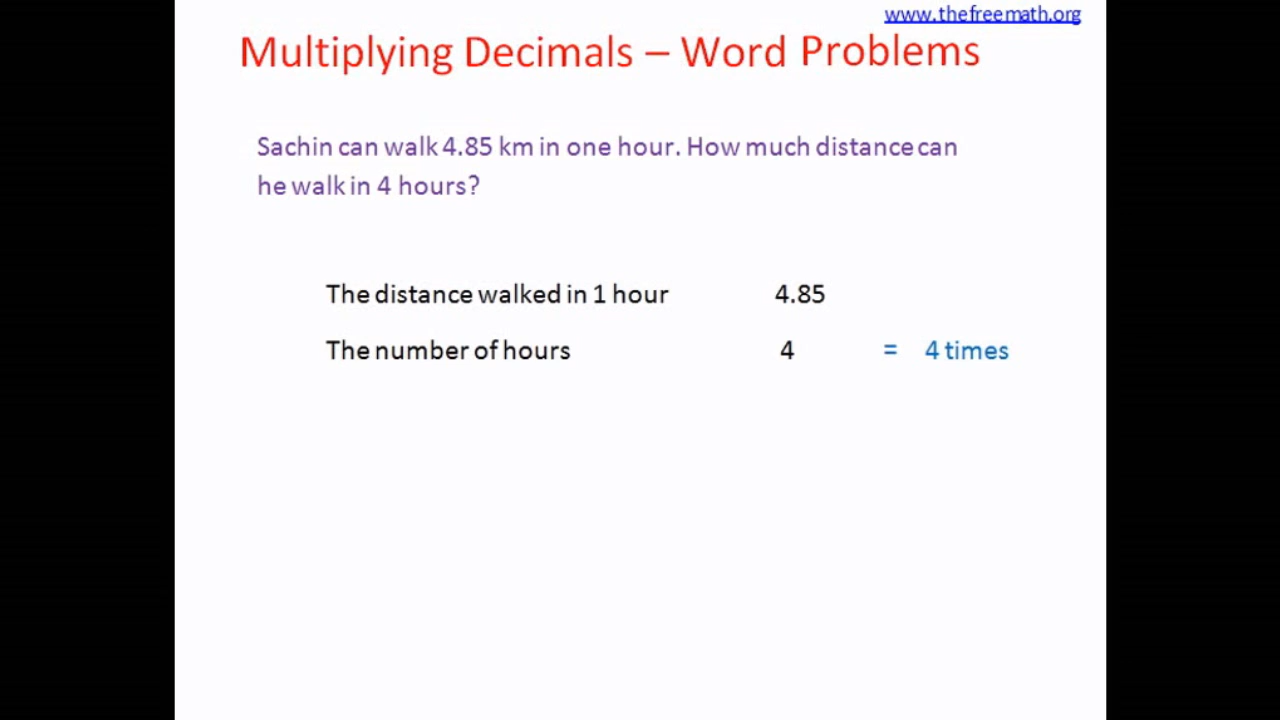 www.thefreemath.org
Multiplying Decimals – Word Problems
Sachin can walk 4.85 km in one hour. How much distance can
he walk in 4 hours?
The distance walked in 1 hour 4.85
The number of hours 4 = 4 times